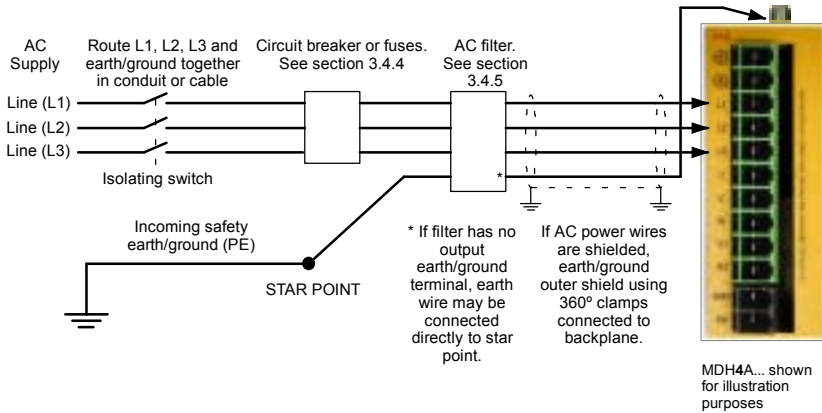 AC
Supply
Route L1, L2, L3 and
earth/ground together
in conduit or cable
Circuit breaker or fuses.
See section 3.4.4
AC filter.
See section
3.4.5
Line (L1)
Line (L2)
Line (L3)
Isolating switch
*
Incoming safety
earth/ground (PE)
STAR POINT
* If filter has no
output
earth/ground
terminal, earth
wire may be
connected
directly to star
point.
If AC power wires
are shielded,
earth/ground
outer shield using
360º clamps
connected to
backplane.
L1
L2
MDH4A... shown
for illustration
purposes